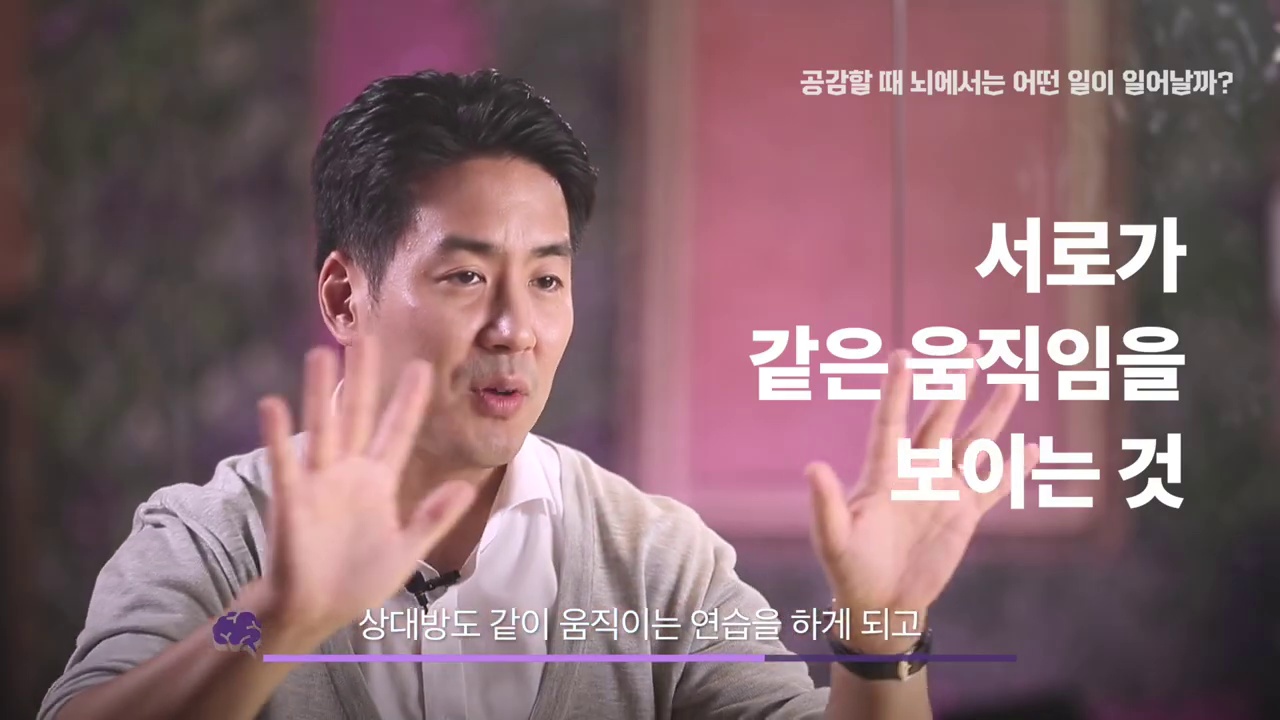 공감할 때 뇌에서는 어떤 일이 일어날까?
서로가
같은 움직임을
보이는 것
상대방도 같이 움직이는 연습을 하게 되고